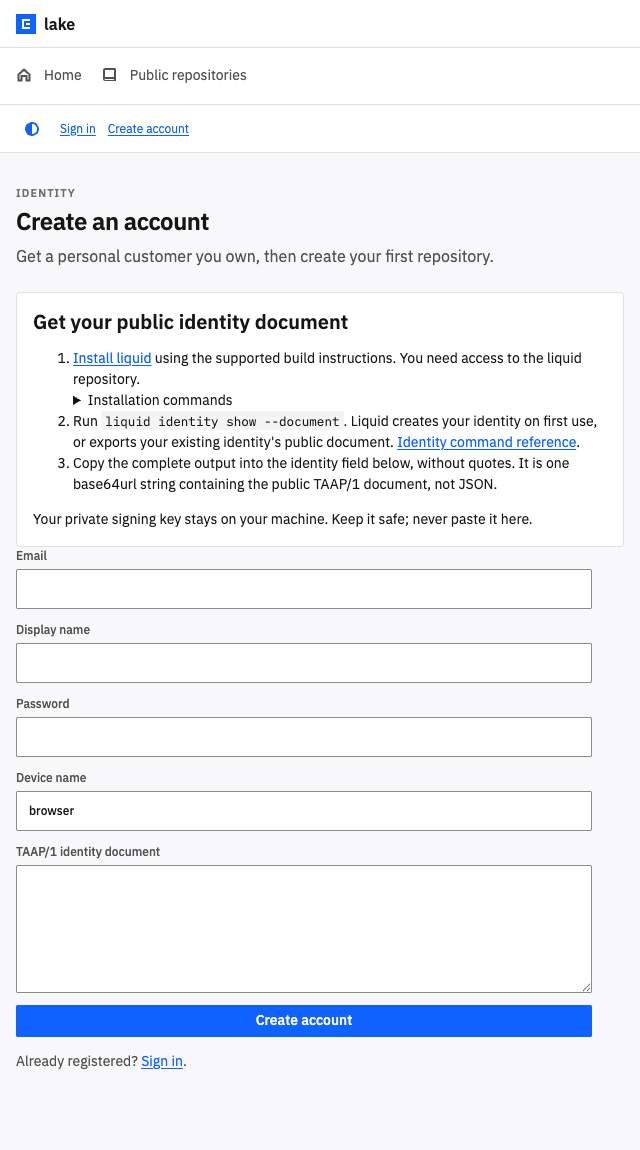 lake
Home
Public repositories
Sign in
Create account
IDENTITY
Create an account
Get a personal customer you own, then create your first repository.
Get your public identity document
1. Install liquid using the supported build instructions. You need access to the liquid
repository.
Installation commands
2. Run liquid identity show --document. Liquid creates your identity on first use,
or exports your existing identity's public document. Identity command reference.
3. Copy the complete output into the identity field below, without quotes. It is one
base64url string containing the public TAAP/1 document, not JSON.
Your private signing key stays on your machine. Keep it safe; never paste it here.
Email
Display name
Password
Device name
browser
TAAP/1 identity document
Create account
Already registered? Sign in.